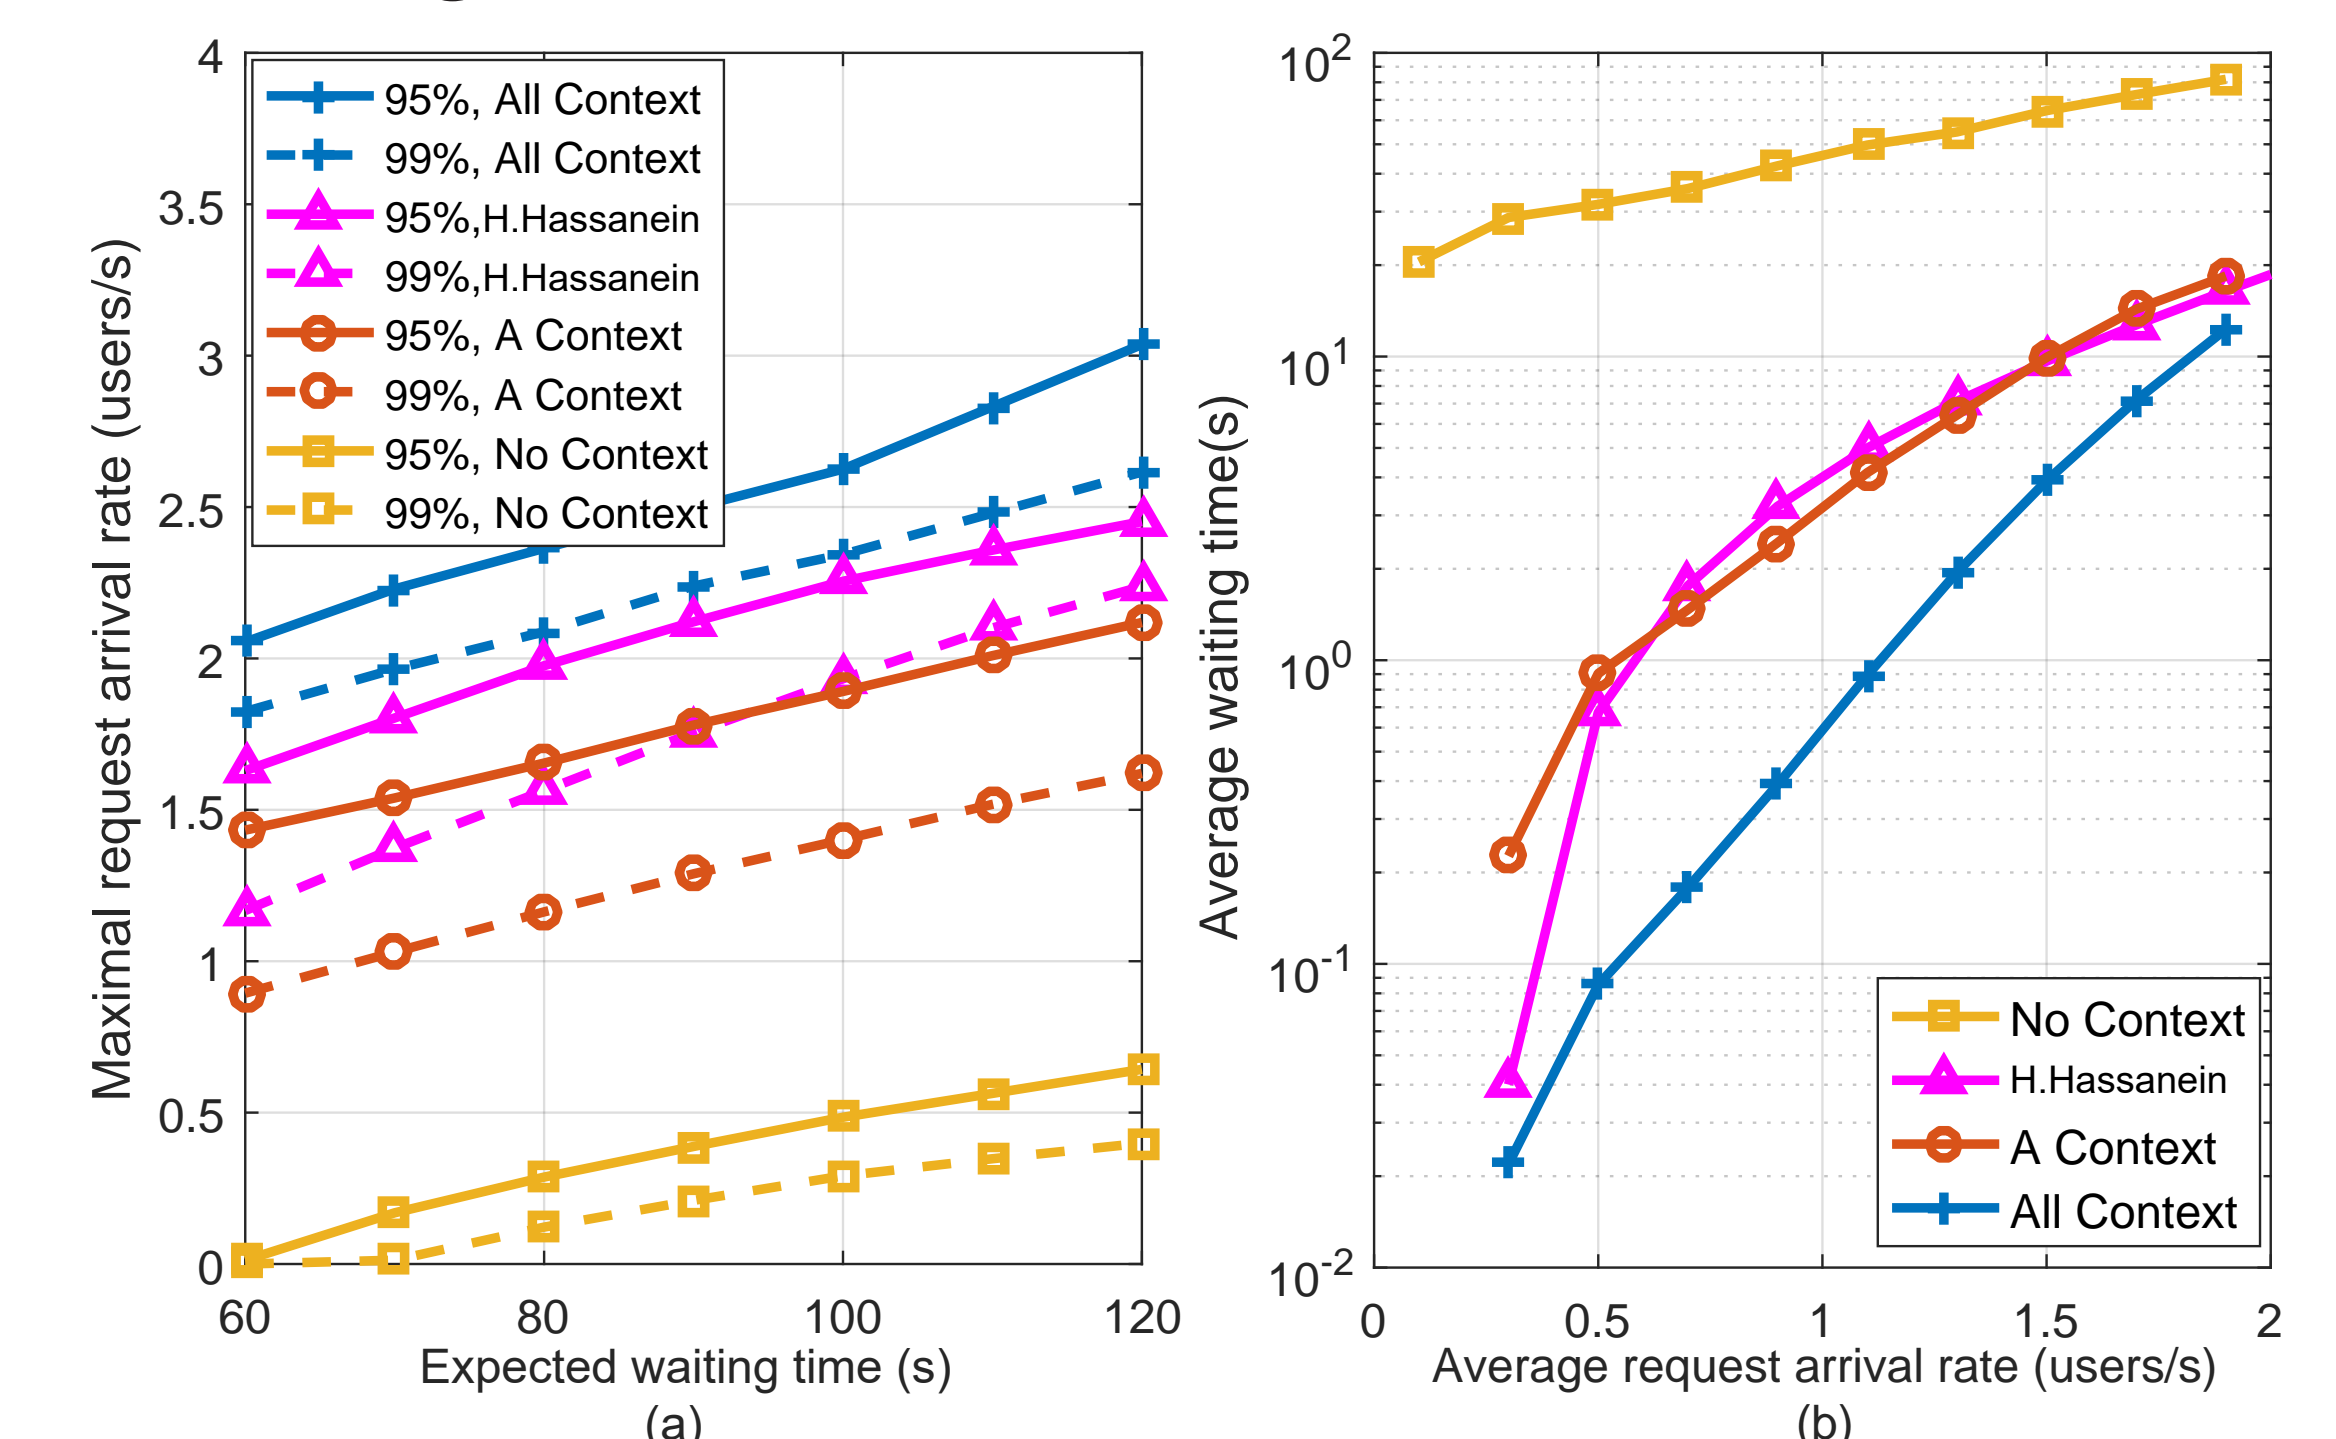 4
3.5
3
2.5
2
1.5
1
0.5
0
60
80
100
120
Maximal request arrival rate (users/s)
Expected waiting time (s)
(a)
95%, All Context
99%, All Context
95%,H.Hassanein
99%,H.Hassanein
95%, A Context
99%, A Context
95%, No Context
99%, No Context
10^2
10^1
10^0
10^-1
10^-2
0
0.5
1
1.5
2
Average waiting time(s)
Average request arrival rate (users/s)
(b)
No Context
H.Hassanein
A Context
All Context